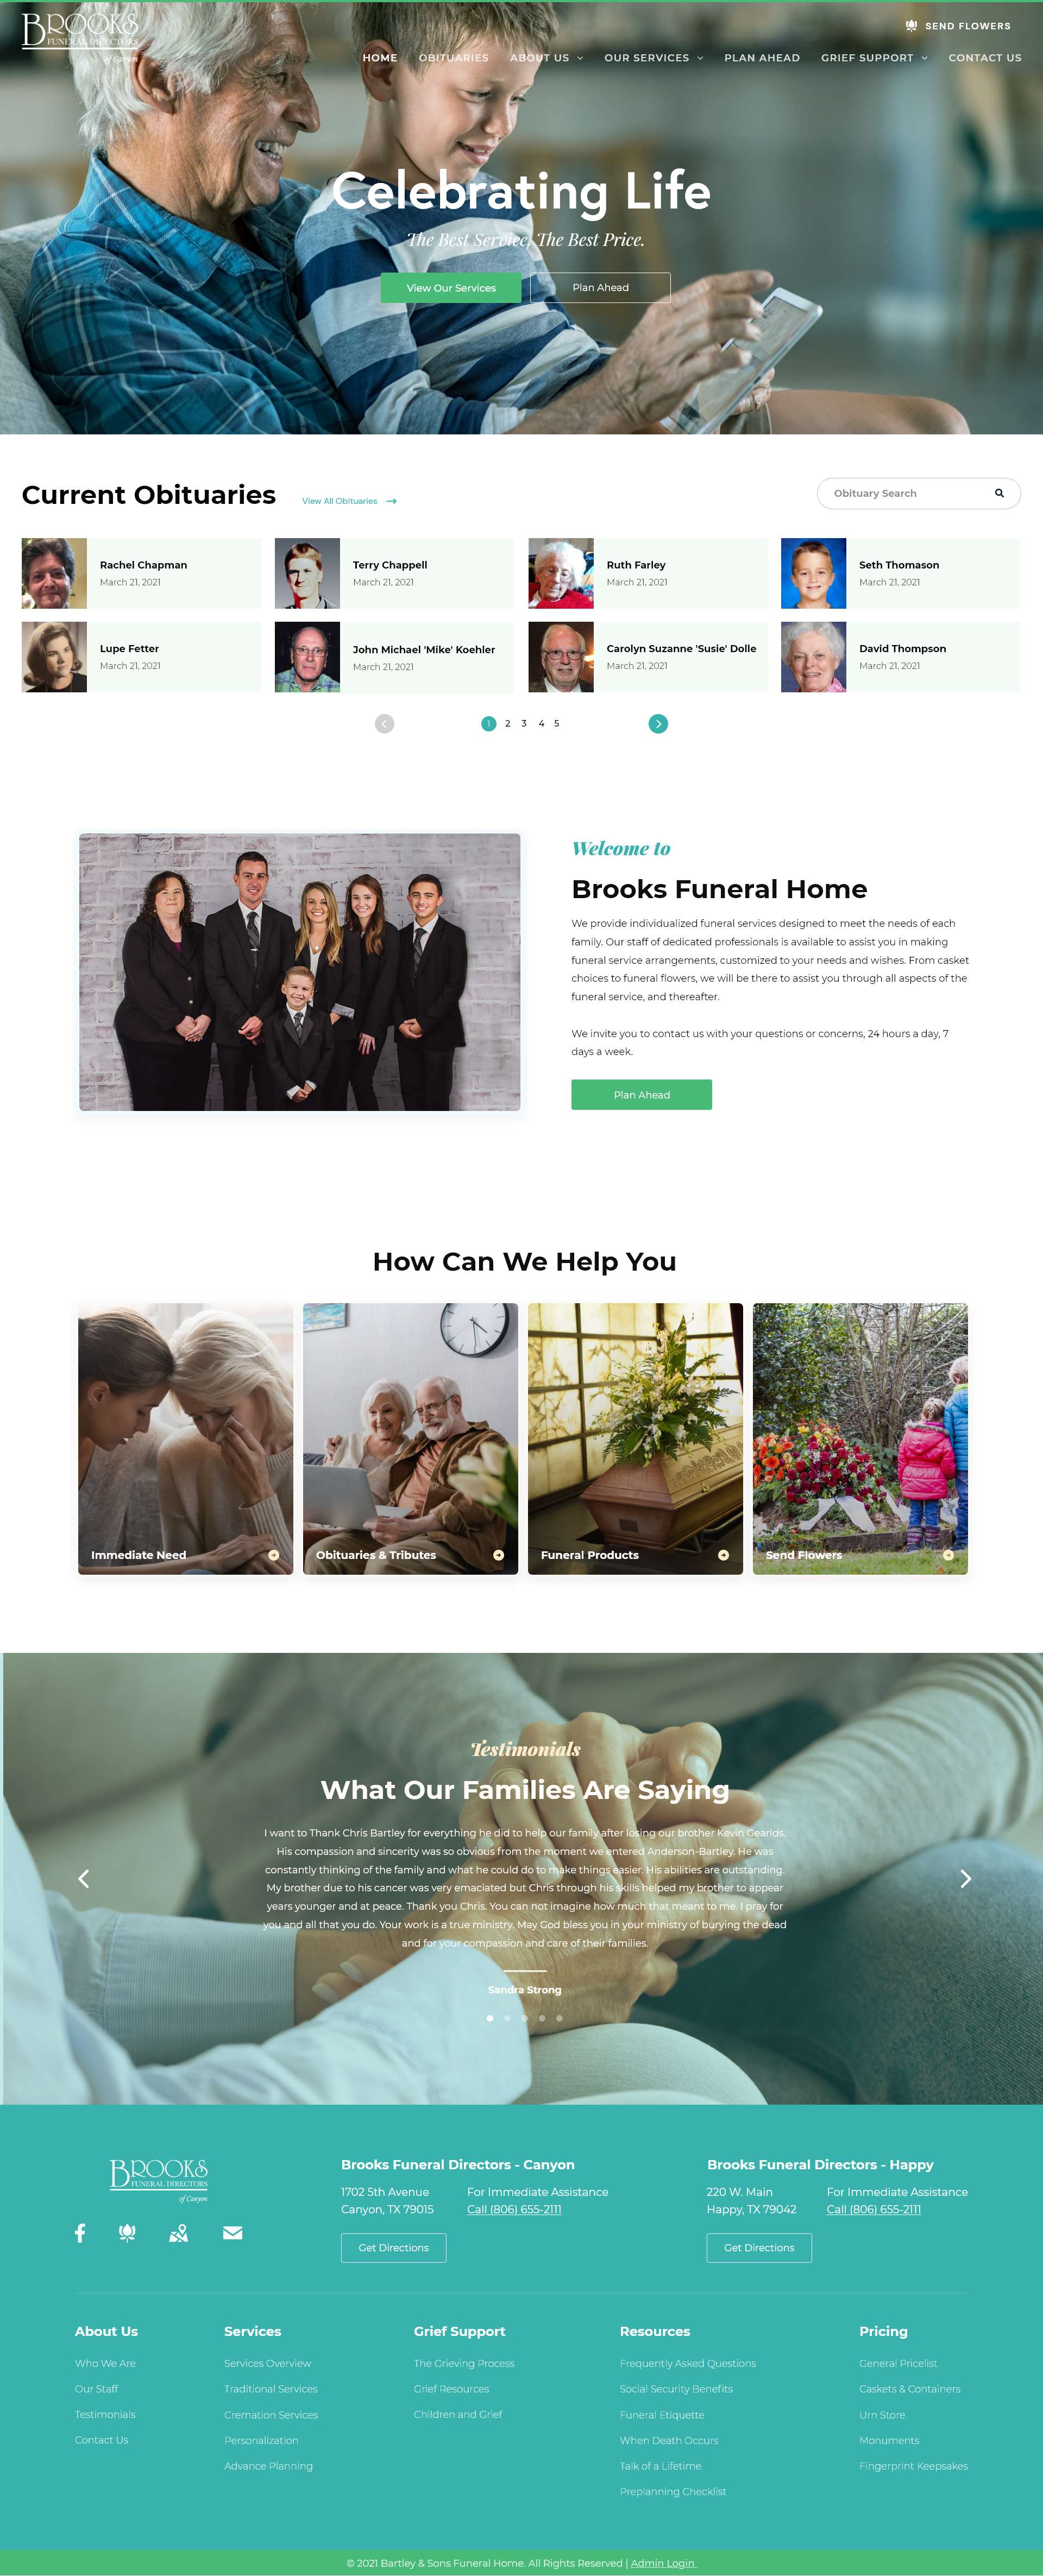 BROOKS
FUNERAL DIRECTORS
of Canyon
SEND FLOWERS
HOME OBITUARIES ABOUT US OUR SERVICES PLAN AHEAD GRIEF SUPPORT CONTACT US
Celebrating Life
The Best Service, The Best Price.
View Our Services Plan Ahead
Current Obituaries View All Obituaries Obituary Search
Rachel Chapman
March 21, 2021
Terry Chappell
March 21, 2021
Ruth Farley
March 21, 2021
Seth Thomason
March 21, 2021
Lupe Fetter
March 21, 2021
John Michael 'Mike' Koehler
March 21, 2021
Carolyn Suzanne 'Susie' Dolle
March 21, 2021
David Thompson
March 21, 2021
1 2 3 4 5
Welcome to
Brooks Funeral Home
We provide individualized funeral services designed to meet the needs of each
family. Our staff of dedicated professionals is available to assist you in making
funeral service arrangements, customized to your needs and wishes. From casket
choices to funeral flowers, we will be there to assist you through all aspects of the
funeral service, and thereafter.
We invite you to contact us with your questions or concerns, 24 hours a day, 7
days a week.
Plan Ahead
How Can We Help You
Immediate Need
Obituaries & Tributes
Funeral Products
Send Flowers
Testimonials
What Our Families Are Saying
I want to Thank Chris Bartley for everything he did to help our family after losing our brother Kevin Gearlds.
His compassion and sincerity was so obvious from the moment we entered Anderson-Bartley. He was
constantly thinking of the family and what he could do to make things easier. His abilities are outstanding.
My brother due to his cancer was very emaciated but Chris through his skills helped my brother to appear
years younger and at peace. Thank you Chris. You can not imagine how much that meant to me. I pray for
you and all that you do. Your work is a true ministry. May God bless you in your ministry of burying the dead
and for your compassion and care of their families.
Sandra Strong
BROOKS
FUNERAL DIRECTORS
of Canyon
Brooks Funeral Directors - Canyon
1702 5th Avenue
Canyon, TX 79015
For Immediate Assistance
Call (806) 655-2111
Get Directions
Brooks Funeral Directors - Happy
220 W. Main
Happy, TX 79042
For Immediate Assistance
Call (806) 655-2111
Get Directions
About Us
Who We Are
Our Staff
Testimonials
Contact Us
Services
Services Overview
Traditional Services
Cremation Services
Personalization
Advance Planning
Grief Support
The Grieving Process
Grief Resources
Children and Grief
Resources
Frequently Asked Questions
Social Security Benefits
Funeral Etiquette
When Death Occurs
Talk of a Lifetime
Preplanning Checklist
Pricing
General Pricelist
Caskets & Containers
Urn Store
Monuments
Fingerprint Keepsakes
© 2021 Bartley & Sons Funeral Home. All Rights Reserved | Admin Login